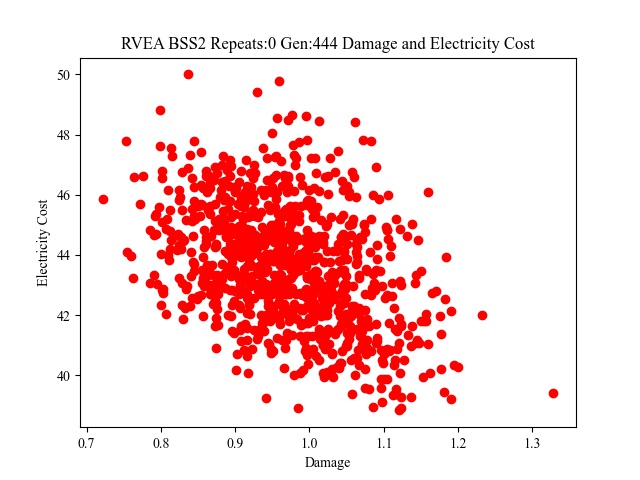 RVEA BSS2 Repeats:0 Gen:444 Damage and Electricity Cost
50
48
46
44
42
40
Electricity Cost
0.7 0.8 0.9 1.0 1.1 1.2 1.3
Damage